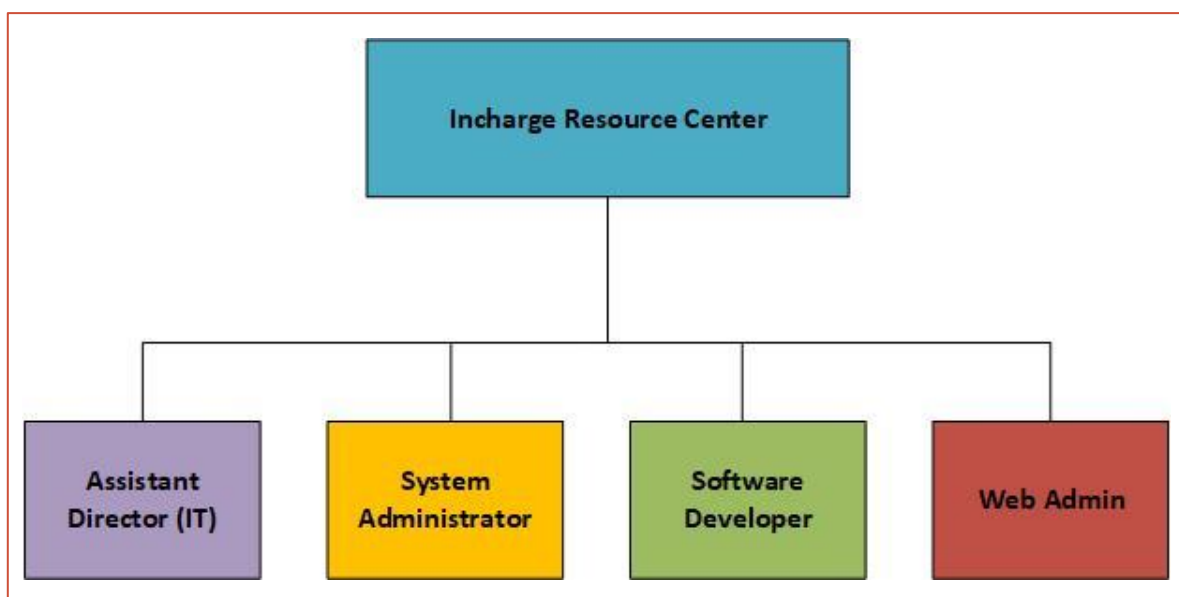 Incharge Resource Center
Assistant
Director (IT)
System
Administrator
Software
Developer
Web Admin